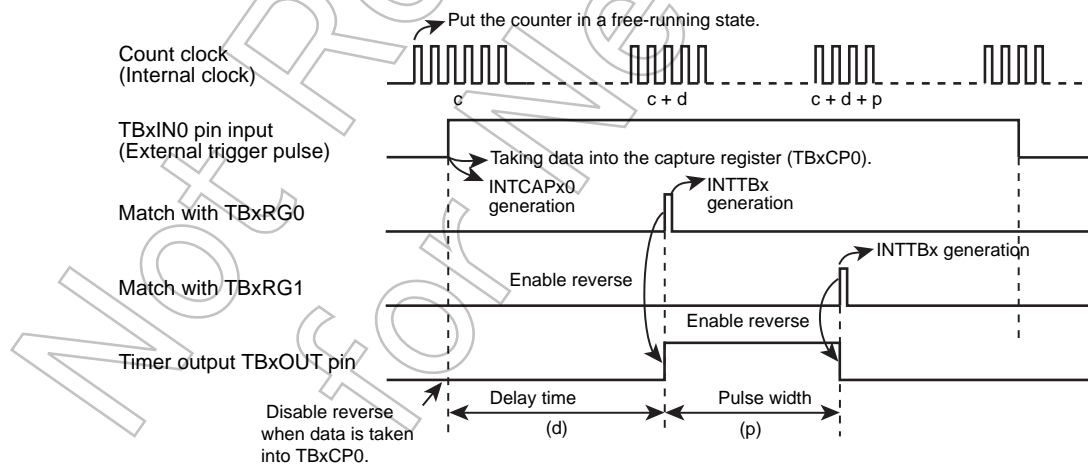 Put the counter in a free-running state.
Count clock
(Internal clock)
c
c + d
c + d + p
TBxIN0 pin input
(External trigger pulse)
Taking data into the capture register (TBxCP0).
INTCAPx0
generation
INTTBx
generation
Match with TBxRG0
INTTBx generation
Enable reverse
Match with TBxRG1
Enable reverse
Timer output TBxOUT pin
Disable reverse
when data is taken
into TBxCP0.
Delay time
(d)
Pulse width
(p)